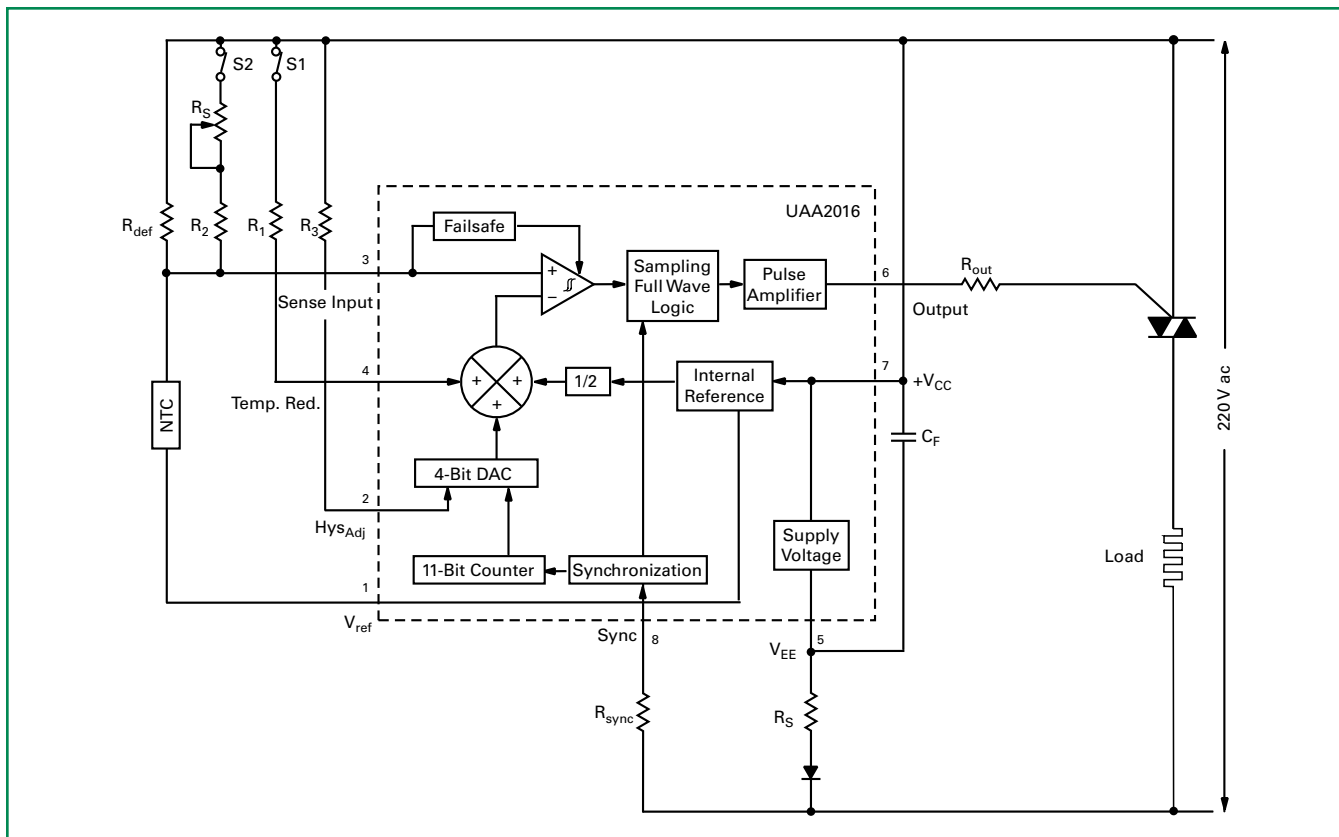 S2
S1
R_S
UAA2016
R_def
R_2
R_1
R_3
Failsafe
3
+
−
Sampling
Full Wave
Logic
Pulse
Amplifier
6
R_out
Sense Input
Output
4
+
+
+
1/2
Internal
Reference
7
+V_CC
Temp. Red.
NTC
C_F
220 V ac
4-Bit DAC
2
Hys_Adj
Supply
Voltage
Load
11-Bit Counter
Synchronization
1
V_ref
Sync
8
V_EE
5
R_sync
R_S